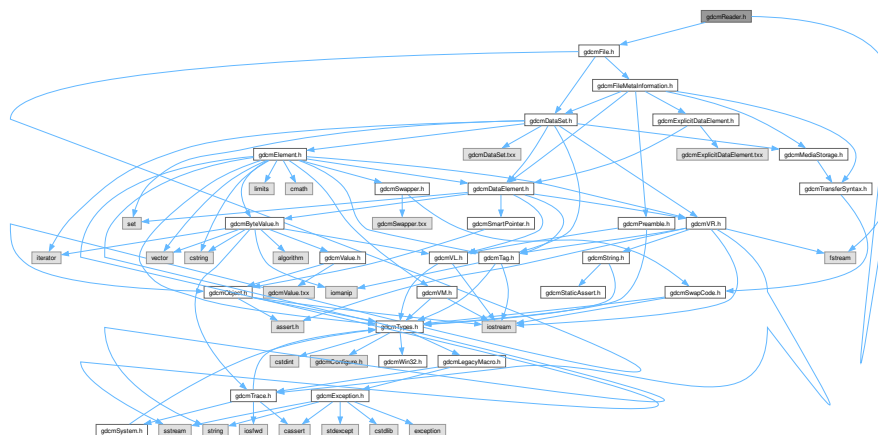 gdcmReader.h
gdcmFile.h
gdcmFileMetaInformation.h
gdcmDataSet.h
gdcmExplicitDataElement.h
gdcmElement.h
gdcmDataSet.txx
gdcmExplicitDataElement.txx
gdcmMediaStorage.h
limits
cmath
gdcmSwapper.h
gdcmDataElement.h
gdcmTransferSyntax.h
set
gdcmByteValue.h
gdcmSwapper.txx
gdcmSmartPointer.h
gdcmPreamble.h
gdcmVR.h
iterator
vector
cstring
algorithm
gdcmValue.h
gdcmVL.h
gdcmTag.h
gdcmString.h
fstream
gdcmObject.h
gdcmValue.txx
iomanip
gdcmVM.h
gdcmStaticAssert.h
gdcmSwapCode.h
assert.h
gdcmTypes.h
iostream
cstdint
gdcmConfigure.h
gdcmWin32.h
gdcmLegacyMacro.h
gdcmTrace.h
gdcmException.h
gdcmSystem.h
sstream
string
iosfwd
cassert
stdexcept
cstdlib
exception